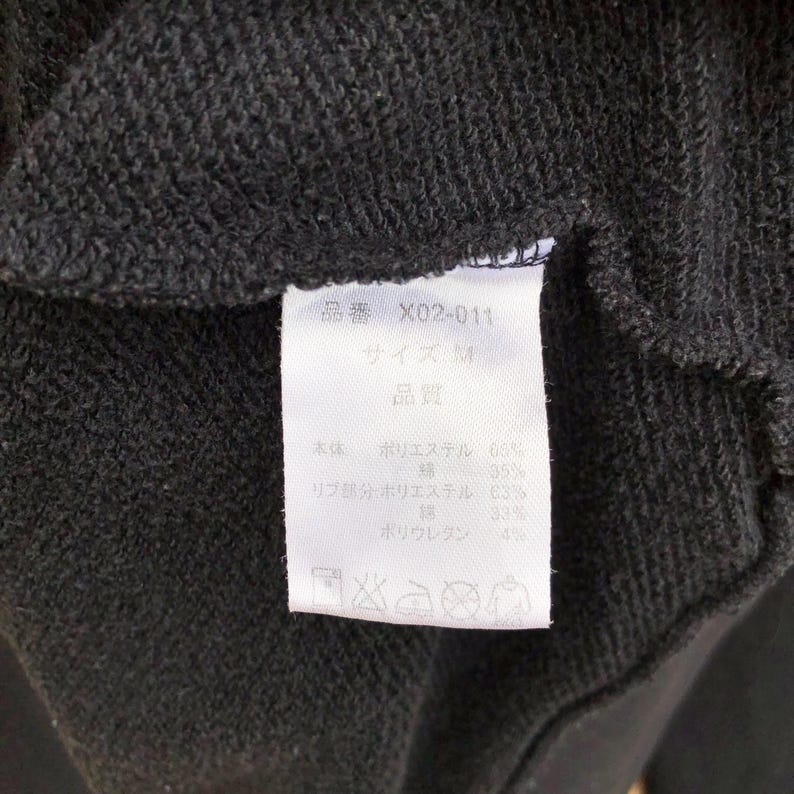 品番 X02-011
サイズ M
品質
本体 ポリエステル 65%
綿 35%
リブ部分 ポリエステル 63%
綿 33%
ポリウレタン 4%